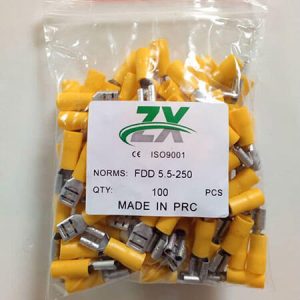 ZX
CE ISO9001
NORMS: FDD 5.5-250
QTY: 100 PCS
MADE IN PRC